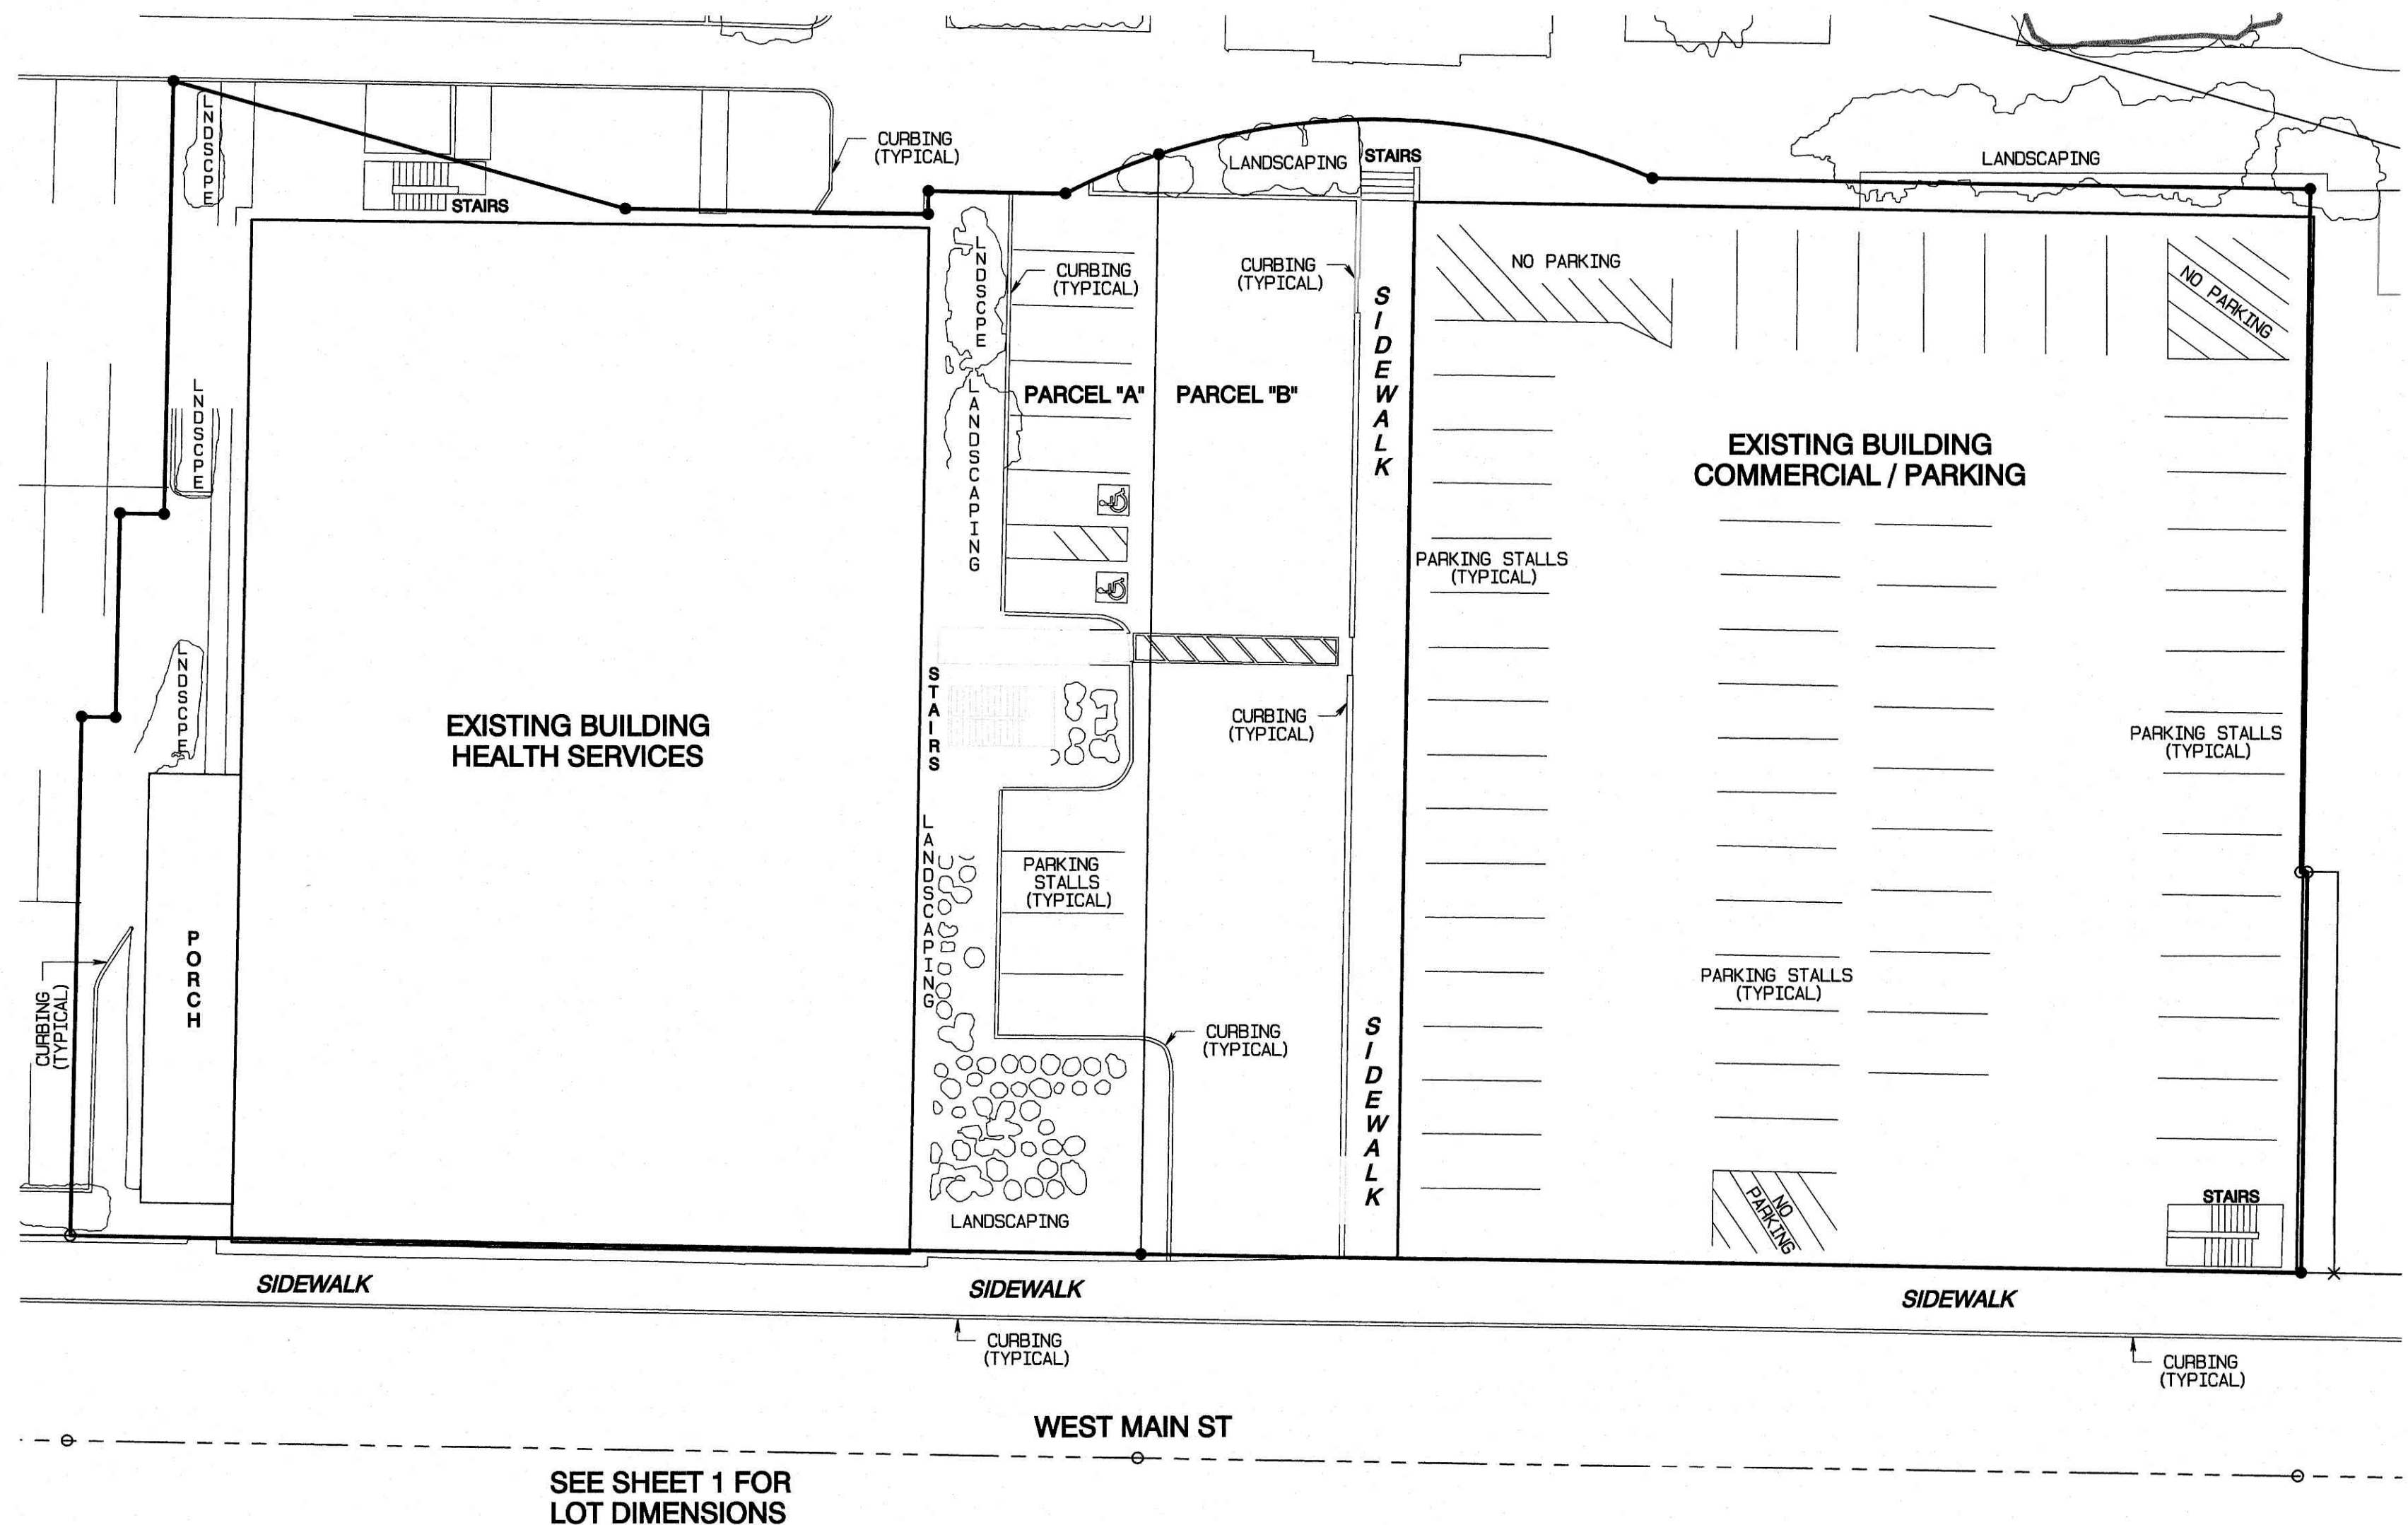 LNDSCPE
CURBING
(TYPICAL)
STAIRS
LANDSCAPING
STAIRS
LANDSCAPING
LNDSCPE
CURBING
(TYPICAL)
CURBING
(TYPICAL)
SIDEWALK
NO PARKING
NO PARKING
LNDSCPE
LANDSCAPING
PARCEL "A"
PARCEL "B"
EXISTING BUILDING
COMMERCIAL / PARKING
PARKING STALLS
(TYPICAL)
LNDSCPE
EXISTING BUILDING
HEALTH SERVICES
STAIRS
CURBING
(TYPICAL)
PARKING STALLS
(TYPICAL)
PORCH
CURBING
(TYPICAL)
LANDSCAPING
PARKING
STALLS
(TYPICAL)
CURBING
(TYPICAL)
SIDEWALK
PARKING STALLS
(TYPICAL)
NO
PARKING
STAIRS
LANDSCAPING
SIDEWALK
SIDEWALK
SIDEWALK
CURBING
(TYPICAL)
CURBING
(TYPICAL)
WEST MAIN ST
SEE SHEET 1 FOR
LOT DIMENSIONS